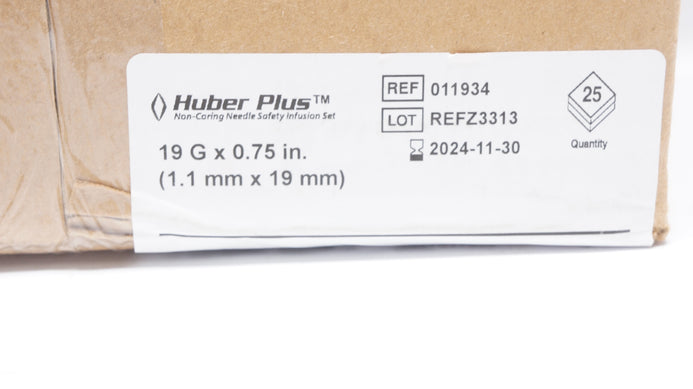 Huber Plus™
Non-Coring Needle Safety Infusion Set
19 G x 0.75 in.
(1.1 mm x 19 mm)
REF 011934
LOT REFZ3313
2024-11-30
25
Quantity